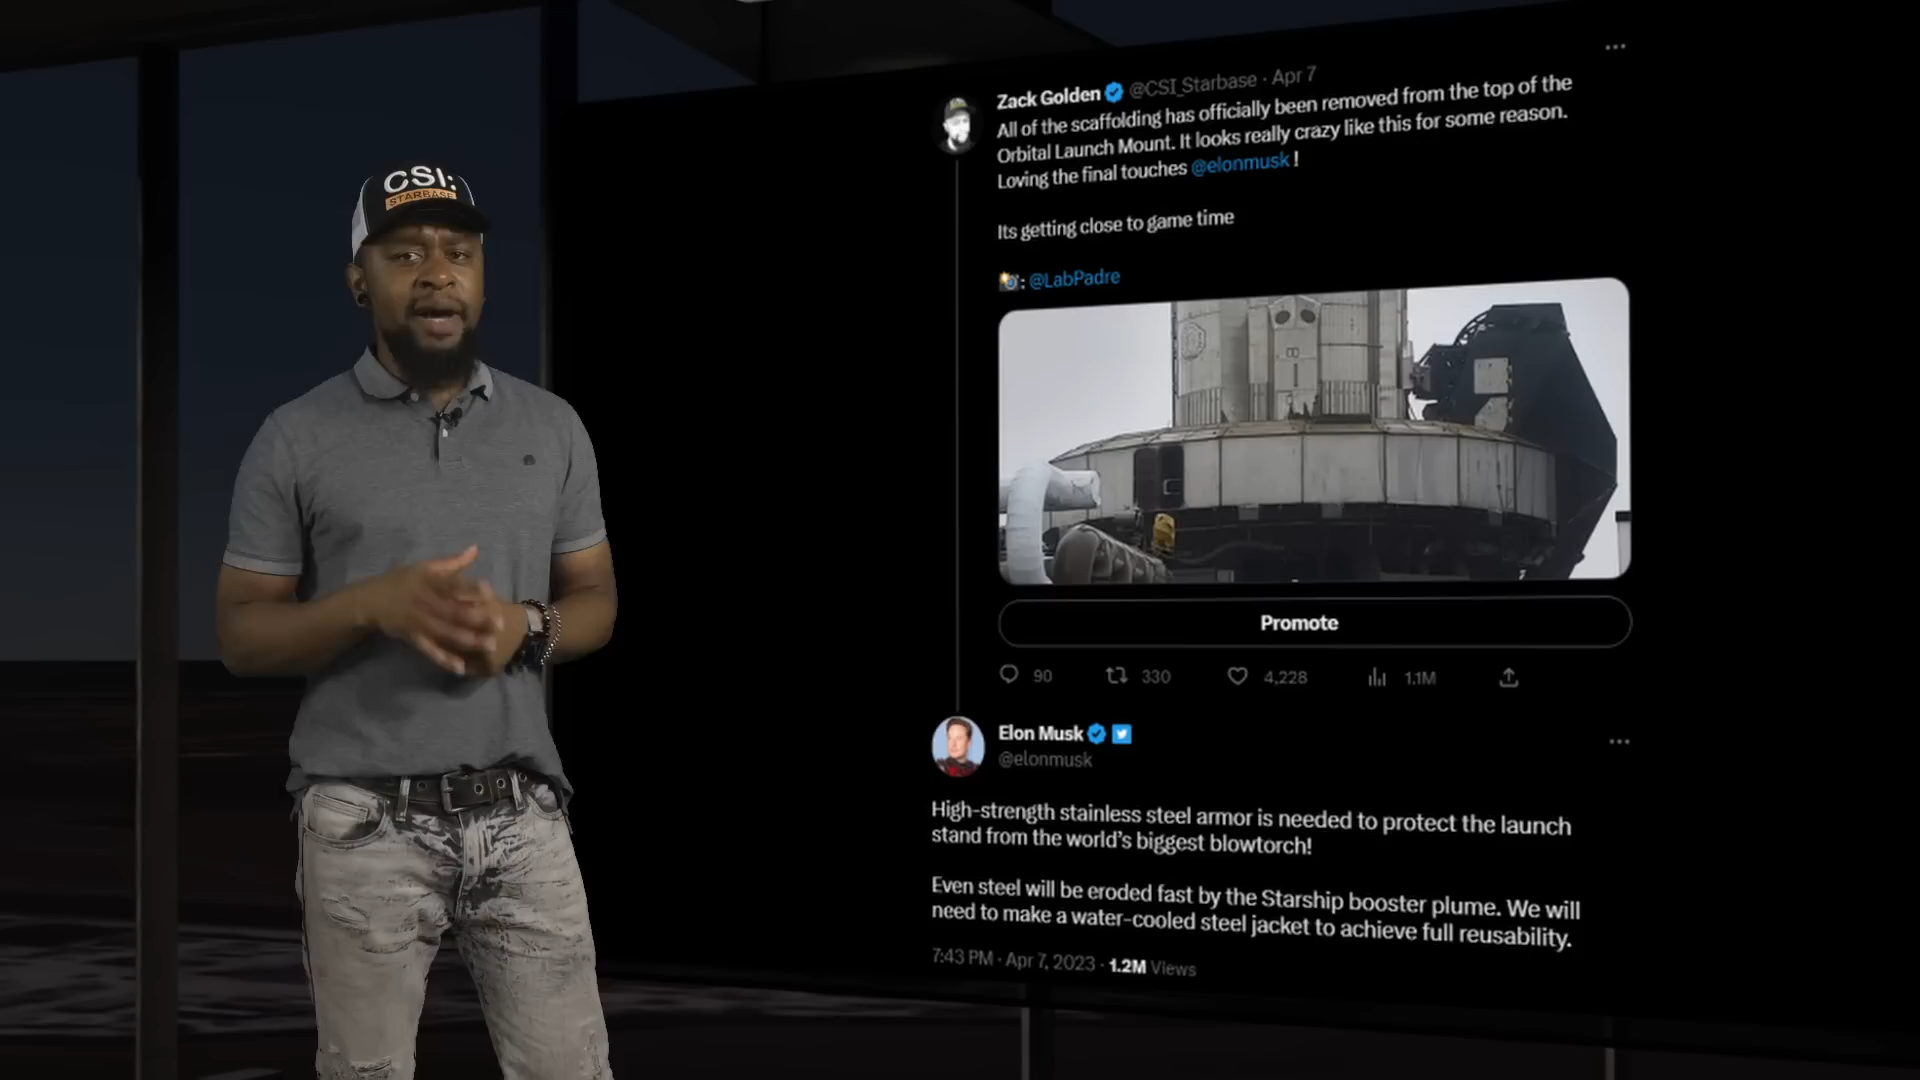 CSI:
STARBASE
Zack Golden @CSI_Starbase · Apr 7
All of the scaffolding has officially been removed from the top of the
Orbital Launch Mount. It looks really crazy like this for some reason.
Loving the final touches @elonmusk !
Its getting close to game time
: @LabPadre
Promote
90 330 4,228 1.1M
Elon Musk
@elonmusk
High-strength stainless steel armor is needed to protect the launch
stand from the world's biggest blowtorch!
Even steel will be eroded fast by the Starship booster plume. We will
need to make a water-cooled steel jacket to achieve full reusability.
7:43 PM · Apr 7, 2023 · 1.2M Views